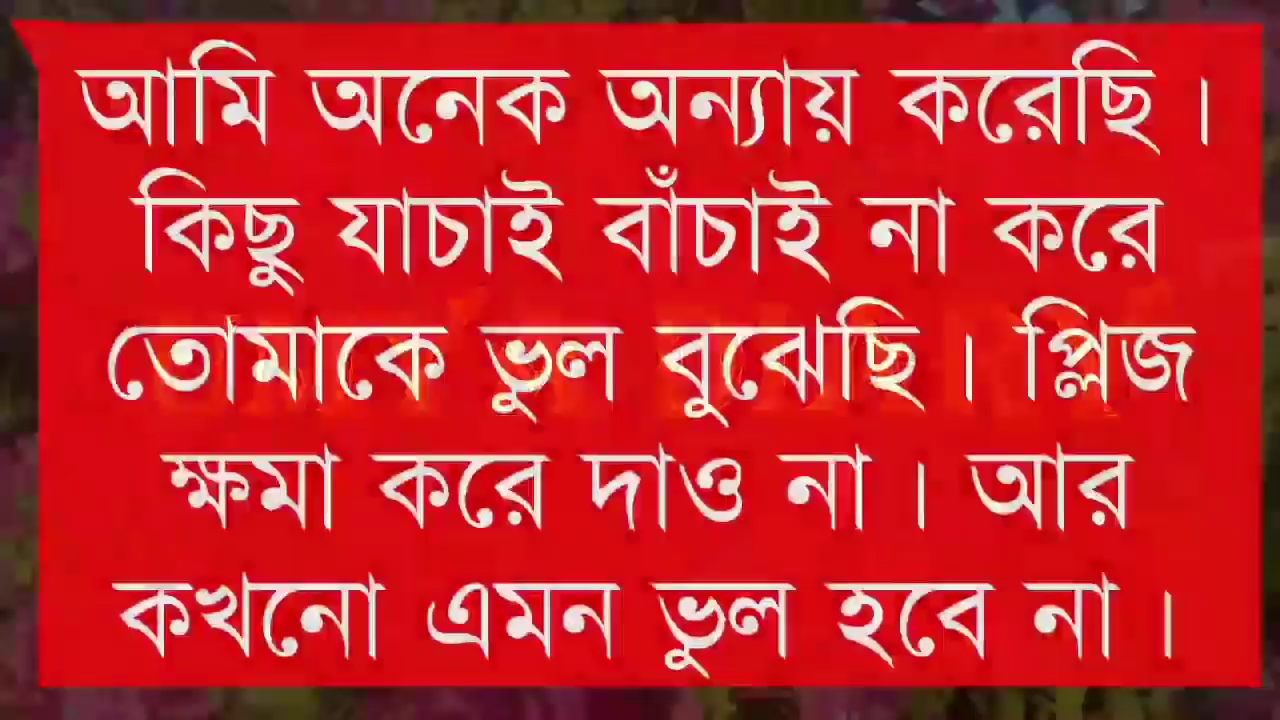 আমি অনেক অন্যায় করেছি ।
কিছু যাচাই বাঁচাই না করে
তোমাকে ভুল বুঝেছি । প্লিজ
ক্ষমা করে দাও না । আর
কখনো এমন ভুল হবে না ।